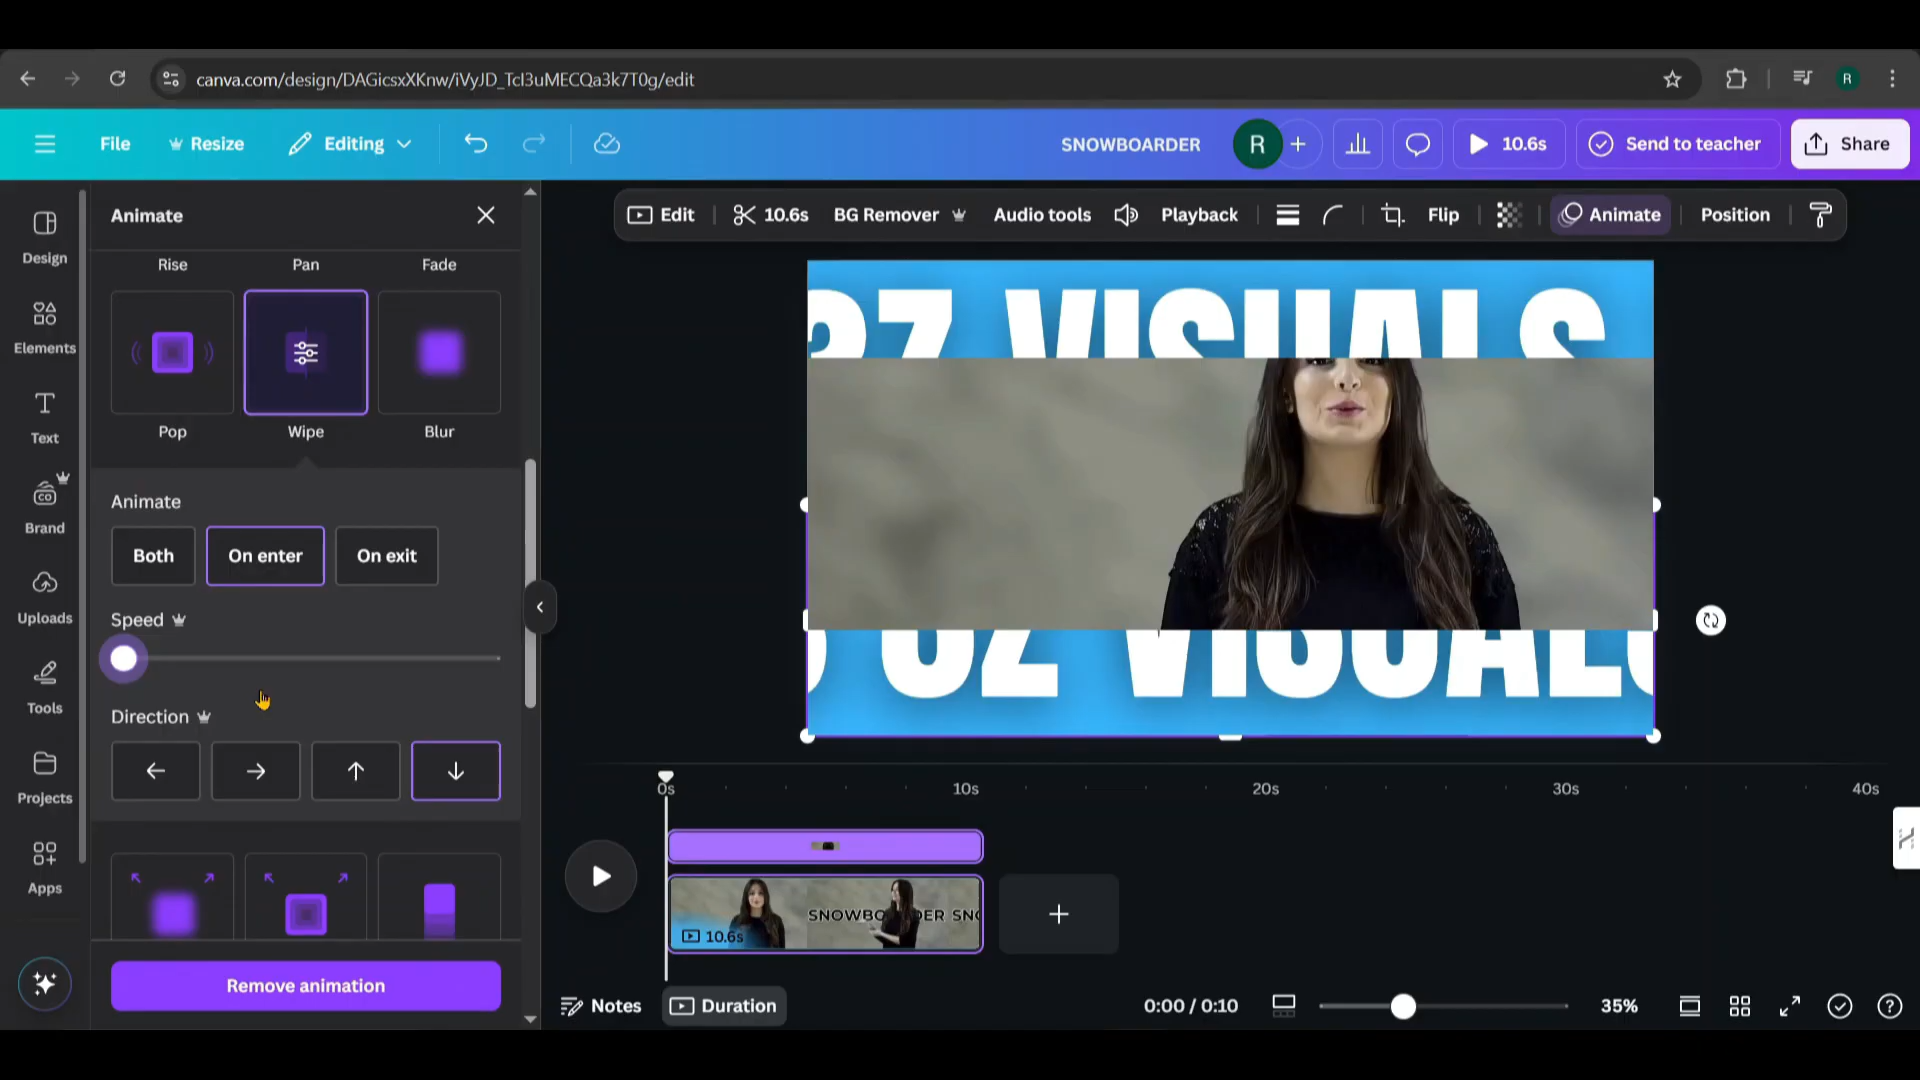 canva.com/design/DAGicsxXKnw/iVyJD_TcI3uMECQa3k7T0g/edit
R
File
Resize
Editing
SNOWBOARDER
R
10.6s
Send to teacher
Share
Design
Elements
Text
Brand
Uploads
Tools
Projects
Apps
Animate
Rise
Pan
Fade
Pop
Wipe
Blur
Animate
Both
On enter
On exit
Speed
Direction
Remove animation
Edit
10.6s
BG Remover
Audio tools
Playback
Flip
Animate
Position
VISUALS
VISUALS
0s
10s
20s
30s
40s
10.6s
Notes
Duration
0:00 / 0:10
35%